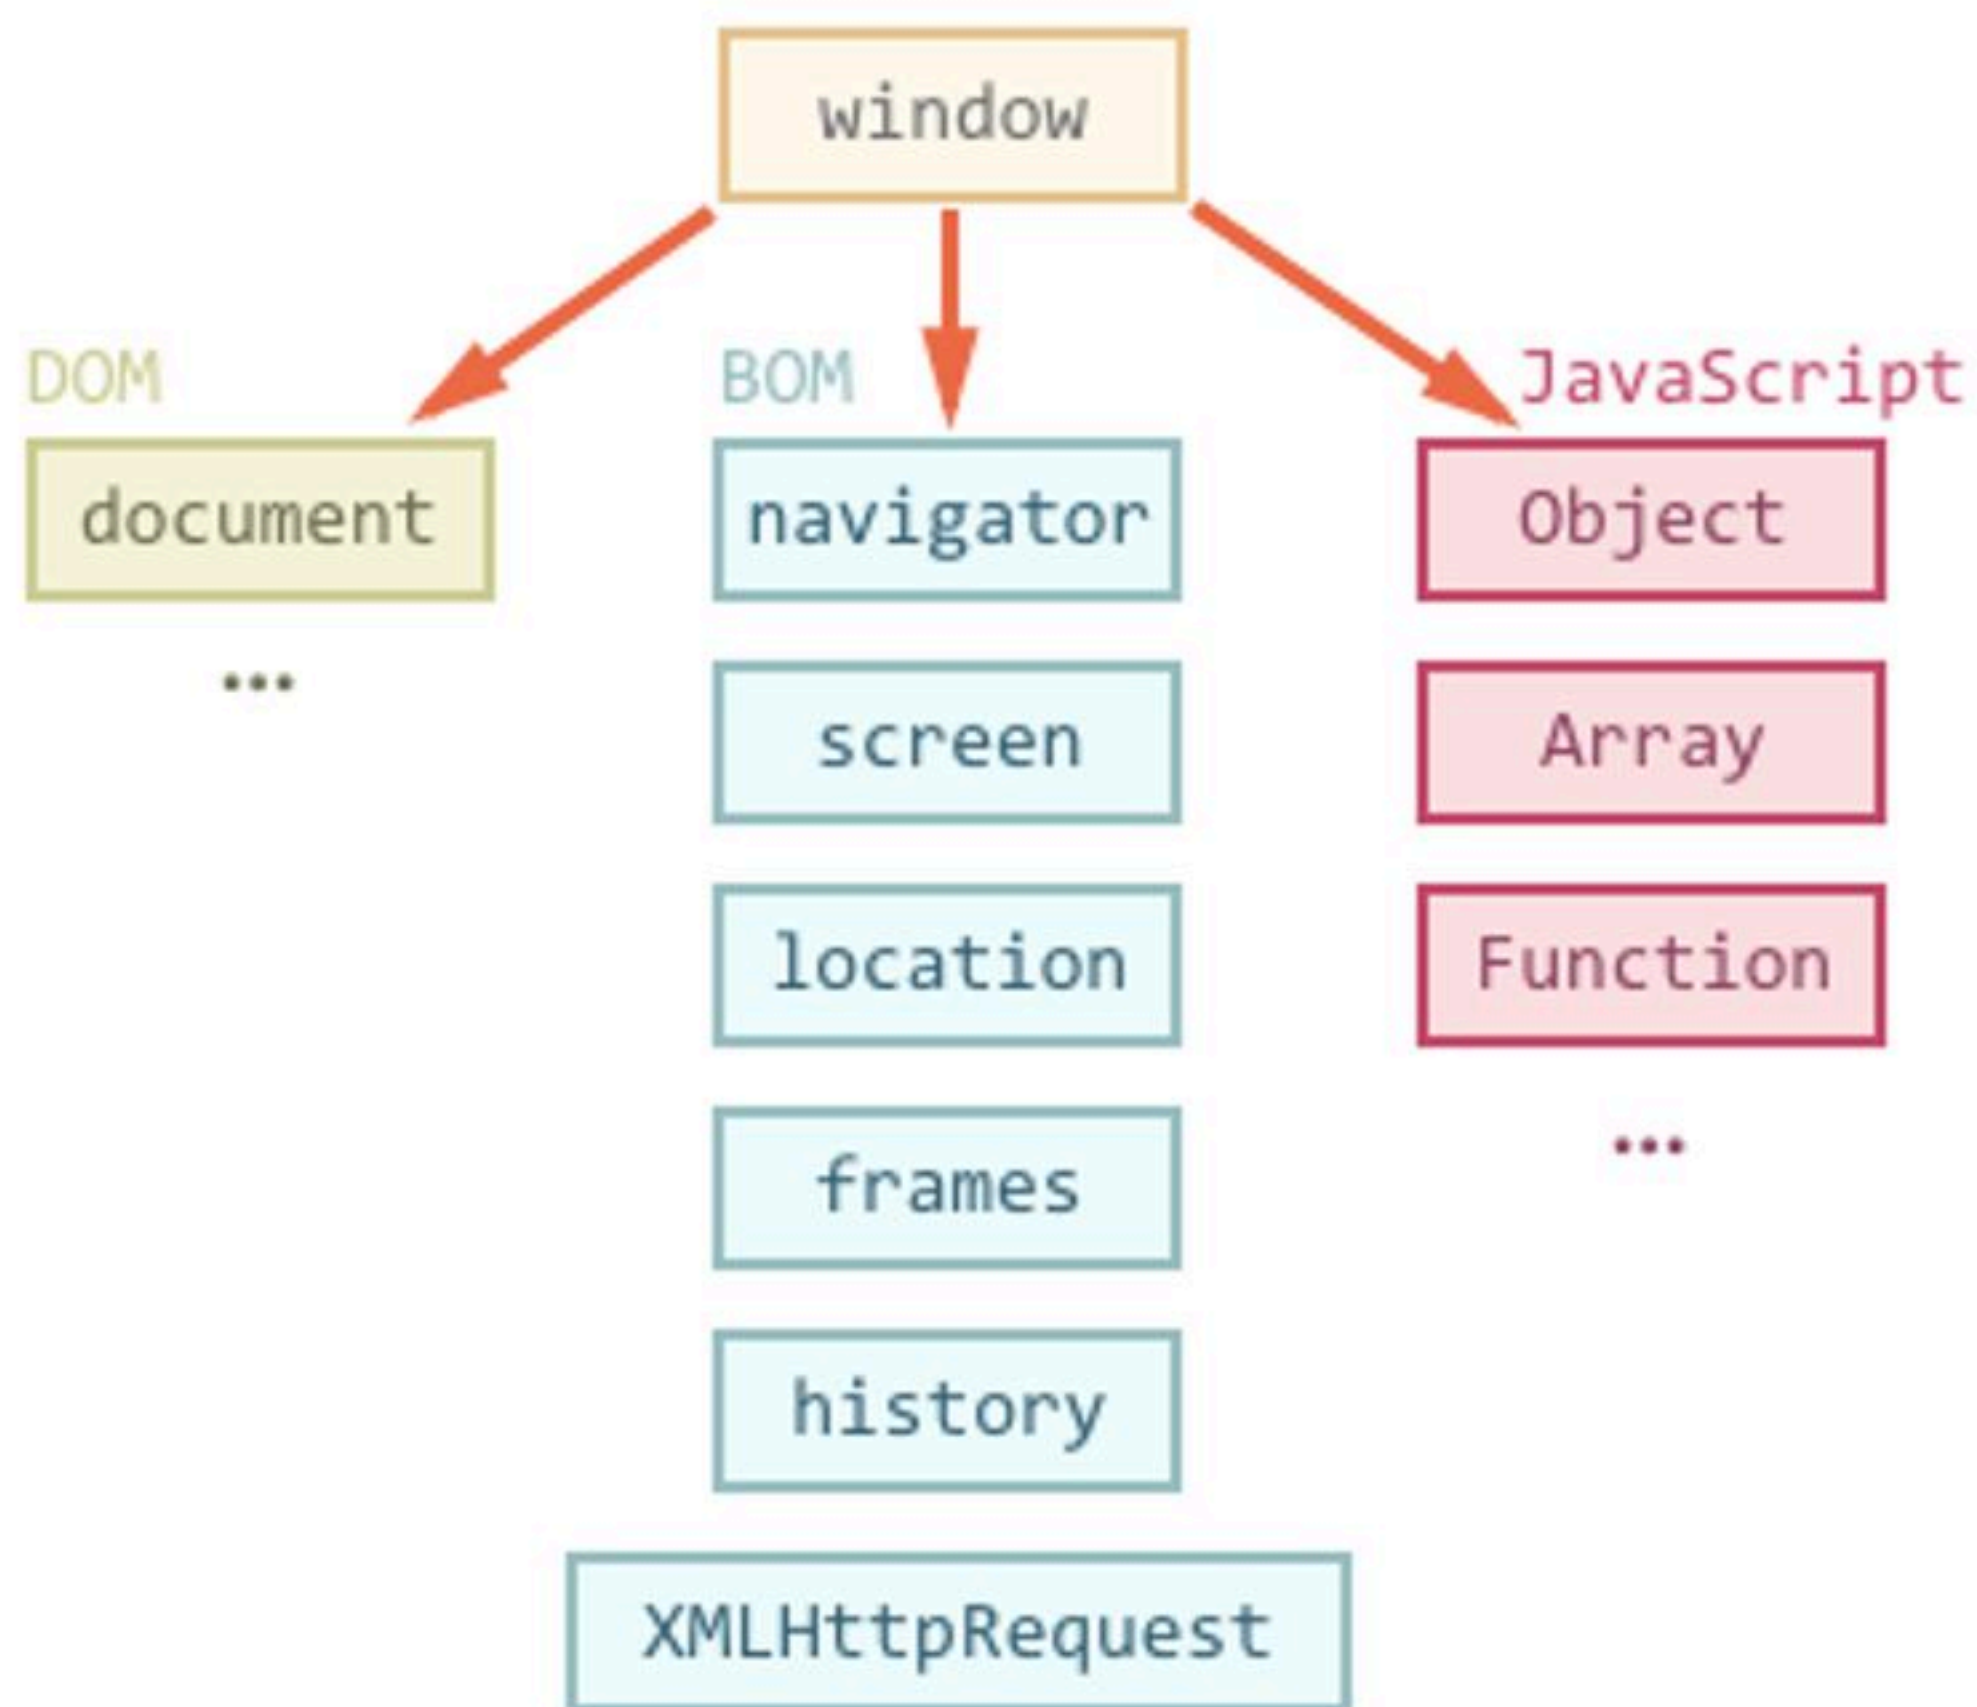 window
DOM
document
...
BOM
navigator
screen
location
frames
history
XMLHttpRequest
JavaScript
Object
Array
Function
...